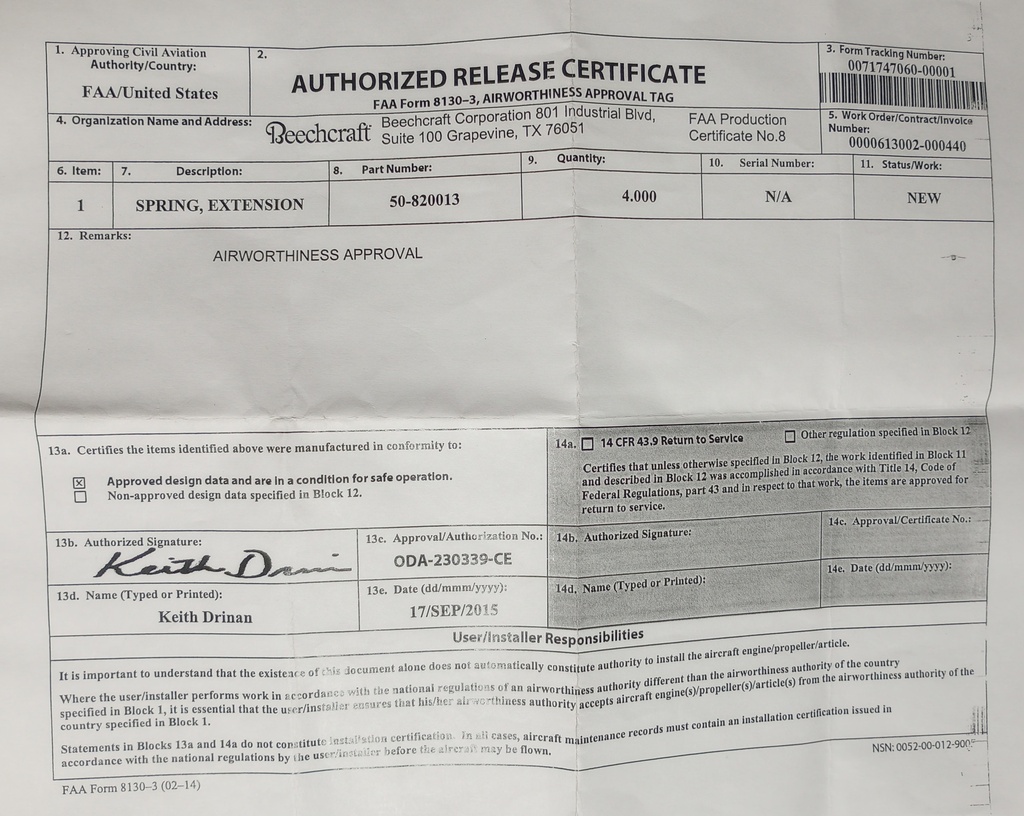 1. Approving Civil Aviation
Authority/Country:
FAA/United States
2.
AUTHORIZED RELEASE CERTIFICATE
FAA Form 8130–3, AIRWORTHINESS APPROVAL TAG
3. Form Tracking Number:
0071747060-00001
4. Organization Name and Address:
Beechcraft
Beechcraft Corporation 801 Industrial Blvd,
Suite 100 Grapevine, TX 76051
FAA Production
Certificate No.8
5. Work Order/Contract/Invoice
Number:
0000613002-000440
6. Item:
7. Description:
8. Part Number:
9. Quantity:
10. Serial Number:
11. Status/Work:
1
SPRING, EXTENSION
50-820013
4.000
N/A
NEW
12. Remarks:
AIRWORTHINESS APPROVAL
13a. Certifies the items identified above were manufactured in conformity to:
Approved design data and are in a condition for safe operation.
Non-approved design data specified in Block 12.
14a. 14 CFR 43.9 Return to Service
Other regulation specified in Block 12
Certifies that unless otherwise specified in Block 12, the work identified in Block 11
and described in Block 12 was accomplished in accordance with Title 14, Code of
Federal Regulations, part 43 and in respect to that work, the items are approved for
return to service.
13b. Authorized Signature:
Keith Drinan
13c. Approval/Authorization No.:
ODA-230339-CE
14b. Authorized Signature:
14c. Approval/Certificate No.:
13d. Name (Typed or Printed):
Keith Drinan
13e. Date (dd/mmm/yyyy):
17/SEP/2015
14d. Name (Typed or Printed):
14e. Date (dd/mmm/yyyy):
User/Installer Responsibilities
It is important to understand that the existence of this document alone does not automatically constitute authority to install the aircraft engine/propeller/article.
Where the user/installer performs work in accordance with the national regulations of an airworthiness authority different than the airworthiness authority of the country
specified in Block 1, it is essential that the user/installer ensures that his/her airworthiness authority accepts aircraft engine(s)/propeller(s)/article(s) from the airworthiness authority of the
country specified in Block 1.
Statements in Blocks 13a and 14a do not constitute installation certification. In all cases, aircraft maintenance records must contain an installation certification issued in
accordance with the national regulations by the user/installer before the aircraft may be flown.
FAA Form 8130–3 (02–14)
NSN: 0052-00-012-9005